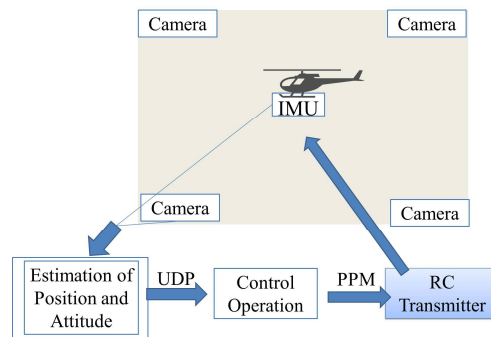 Camera
Camera
IMU
Camera
Camera
Estimation of
Position and
Attitude
UDP
Control
Operation
PPM
RC
Transmitter